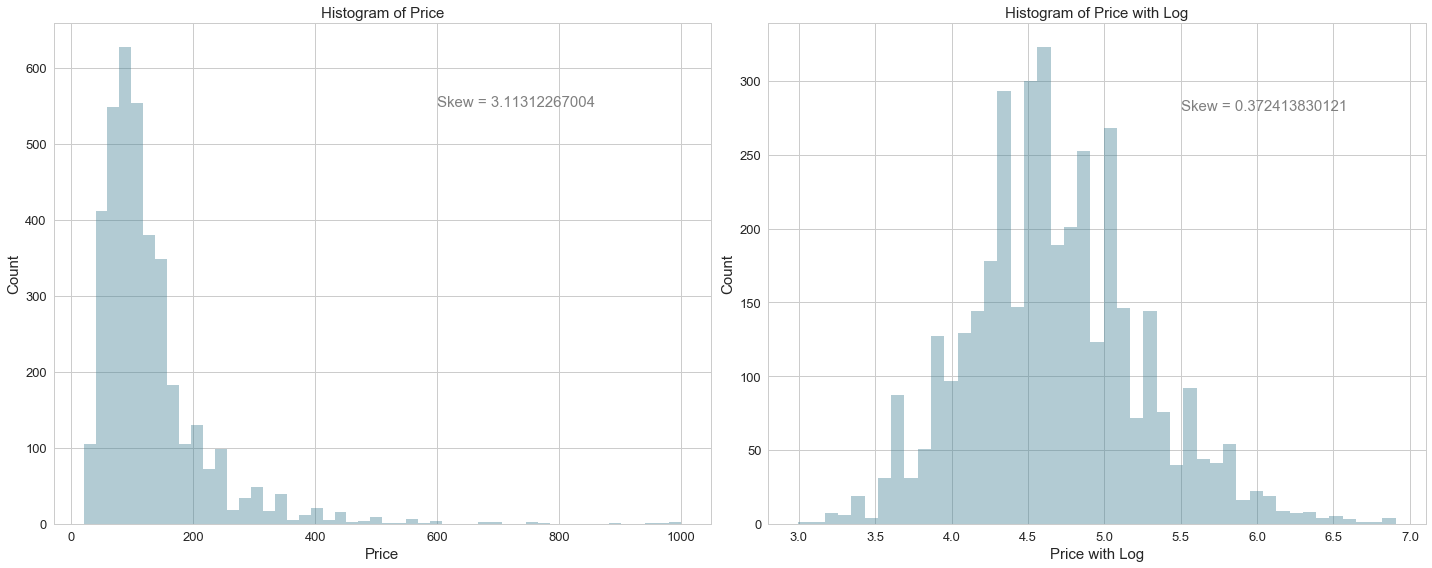 Histogram of Price
Skew = 3.11312267004
Count
600
500
400
300
200
100
0
0 200 400 600 800 1000
Price
Histogram of Price with Log
Skew = 0.372413830121
Count
300
250
200
150
100
50
0
3.0 3.5 4.0 4.5 5.0 5.5 6.0 6.5 7.0
Price with Log